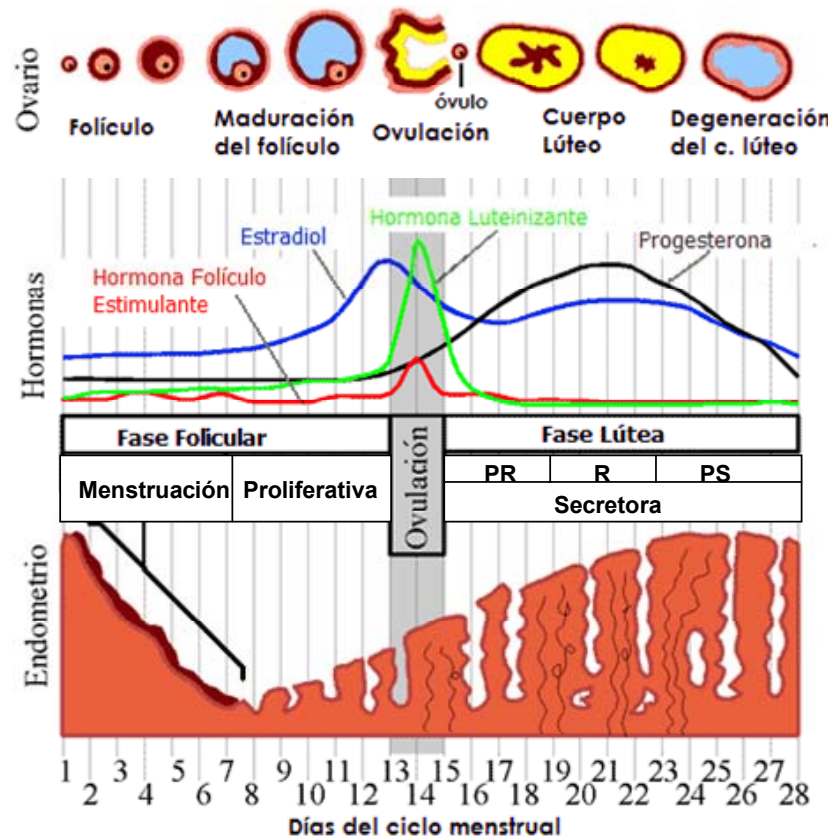 Ovario
óvulo
Folículo
Maduración
del folículo
Ovulación
Cuerpo
Lúteo
Degeneración
del c. lúteo
Hormonas
Hormona Luteinizante
Estradiol
Progesterona
Hormona Folículo
Estimulante
Fase Folicular
Ovulación
Fase Lútea
Menstruación
Proliferativa
PR
R
PS
Secretora
Endometrio
1 3 5 7 9 11 13 15 17 19 21 23 25 27
2 4 6 8 10 12 14 16 18 20 22 24 26 28
Días del ciclo menstrual